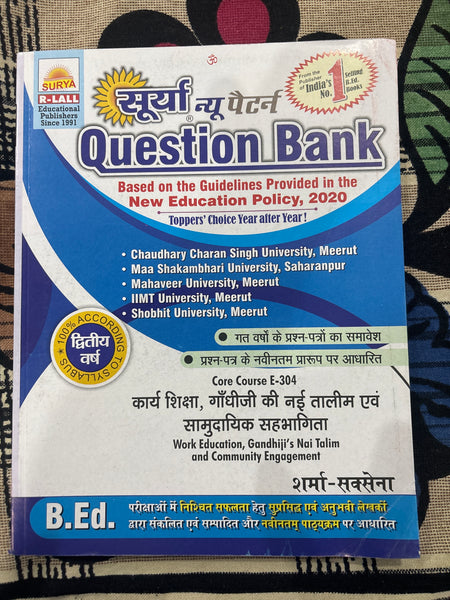 ॐ
SURYA
R-LALL
Educational
Publishers
Since 1991
From the
Publisher
of
India's
No. 1
Selling
B.Ed.
Books
सूर्या न्यू पैटर्न
®
Question Bank
Based on the Guidelines Provided in the
New Education Policy, 2020
Toppers' Choice Year after Year !
• Chaudhary Charan Singh University, Meerut
• Maa Shakambhari University, Saharanpur
• Mahaveer University, Meerut
• IIMT University, Meerut
• Shobhit University, Meerut
100% ACCORDING TO SYLLABUS
द्वितीय
वर्ष
• गत वर्षों के प्रश्न-पत्रों का समावेश
• प्रश्न-पत्र के नवीनतम प्रारूप पर आधारित
Core Course E-304
कार्य शिक्षा, गाँधीजी की नई तालीम एवं
सामुदायिक सहभागिता
Work Education, Gandhiji's Nai Talim
and Community Engagement
शर्मा-सक्सेना
B.Ed.
परीक्षाओं में निश्चित सफलता हेतु सुप्रसिद्ध एवं अनुभवी लेखकों
द्वारा संकलित एवं सम्पादित और नवीनतम् पाठ्यक्रम पर आधारित